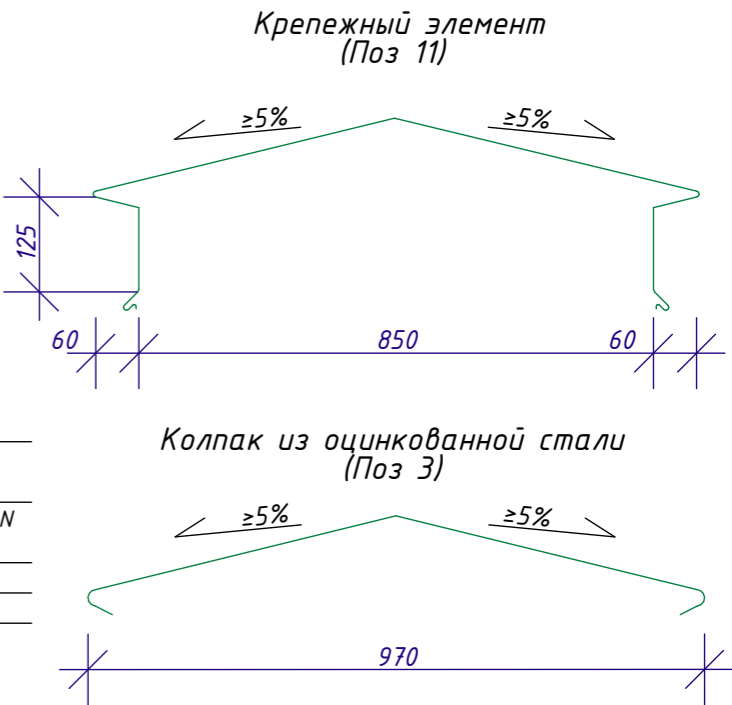 Крепежный элемент
(Поз 11)
≥5% ≥5%
125
60 850 60
Колпак из оцинкованной стали
(Поз 3)
N
≥5% ≥5%
970